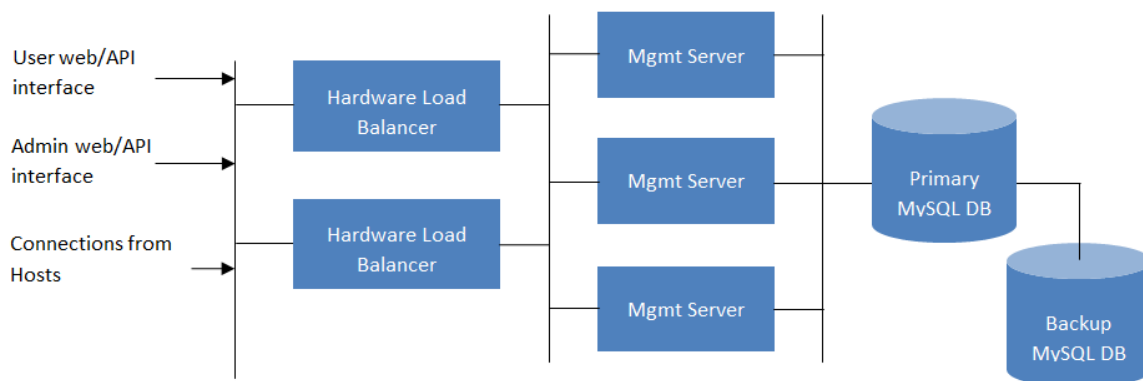 User web/API
interface
Admin web/API
interface
Connections from
Hosts
Hardware Load
Balancer
Hardware Load
Balancer
Mgmt Server
Mgmt Server
Mgmt Server
Primary
MySQL DB
Backup
MySQL DB